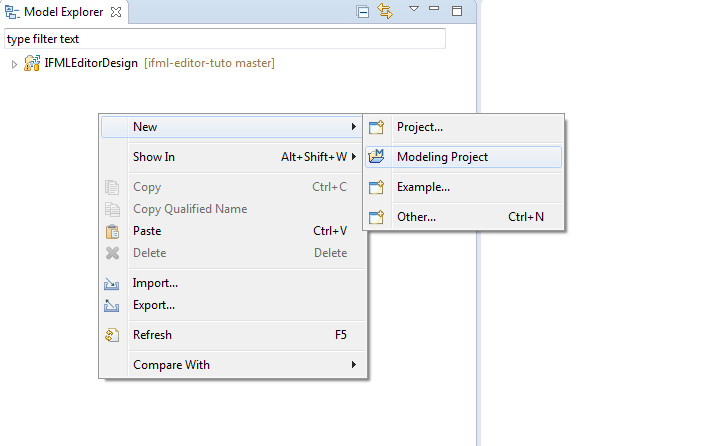 Model Explorer
type filter text
IFMLEditorDesign [ifml-editor-tuto master]
New
Project...
Show In Alt+Shift+W
Modeling Project
Copy Ctrl+C
Example...
Copy Qualified Name
Other... Ctrl+N
Paste Ctrl+V
Delete Delete
Import...
Export...
Refresh F5
Compare With